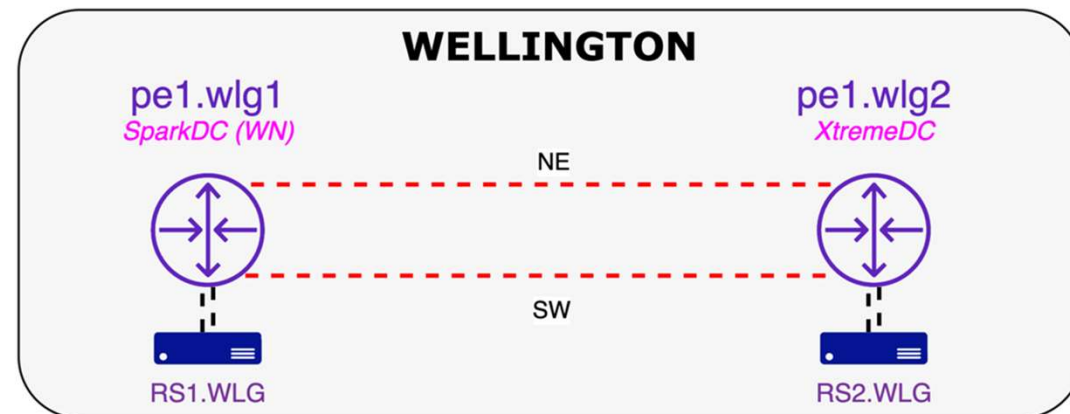 WELLINGTON
pe1.wlg1
SparkDC (WN)
pe1.wlg2
XtremeDC
NE
SW
RS1.WLG
RS2.WLG